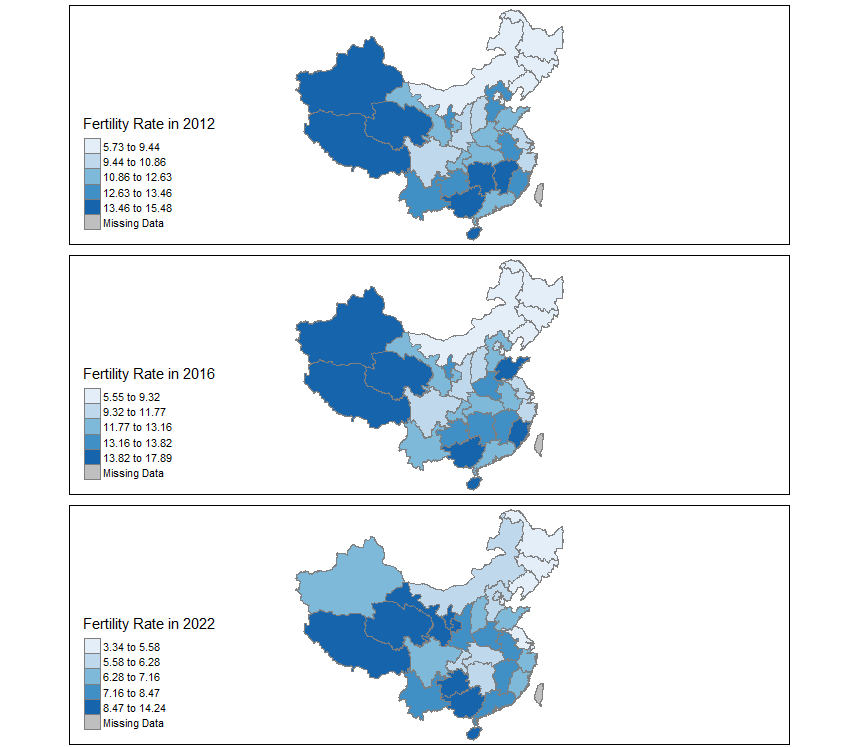 Fertility Rate in 2012
5.73 to 9.44
9.44 to 10.86
10.86 to 12.63
12.63 to 13.46
13.46 to 15.48
Missing Data
Fertility Rate in 2016
5.55 to 9.32
9.32 to 11.77
11.77 to 13.16
13.16 to 13.82
13.82 to 17.89
Missing Data
Fertility Rate in 2022
3.34 to 5.58
5.58 to 6.28
6.28 to 7.16
7.16 to 8.47
8.47 to 14.24
Missing Data